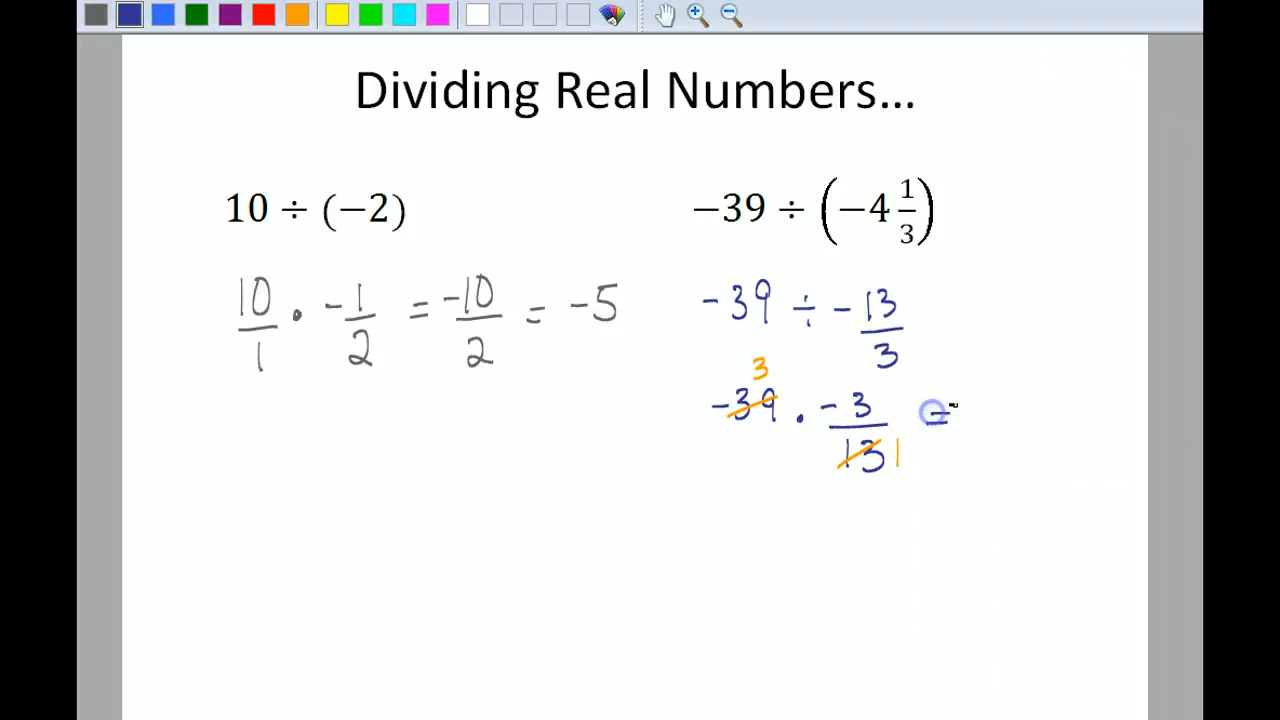 Dividing Real Numbers...
10 ÷ (−2)
10/1 · -1/2 = -10/2 = -5
−39 ÷ (−4 1/3)
-39 ÷ -13/3
3
-39 · -3/13 1 =